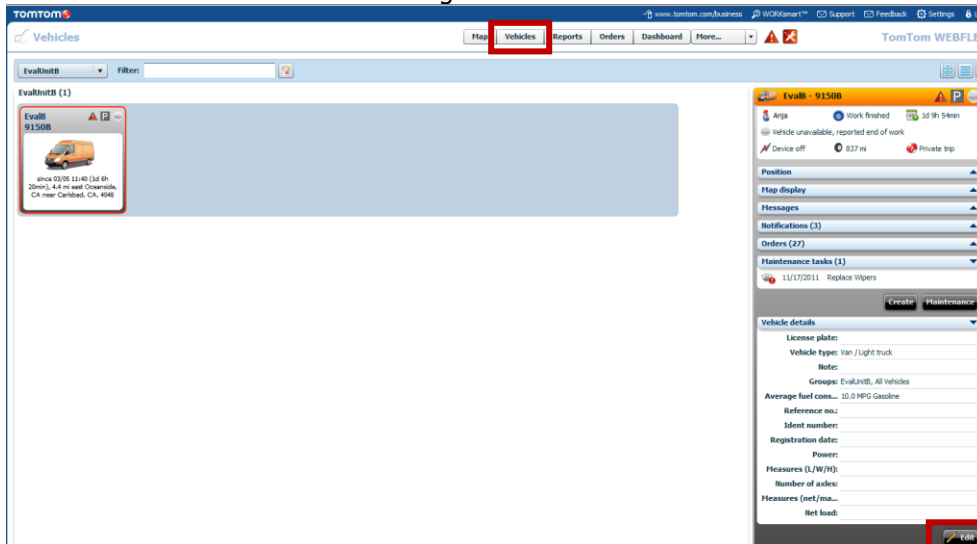 TOMTOM
www.tomtom.com/business WORKsmart™ Support Feedback Settings
Vehicles
Map Vehicles Reports Orders Dashboard More...
TomTom WEBFLE
EvalUnitB Filter:
EvalUnitB (1)
EvalB
9150B
P
since 03/05 11:40 (1d 6h
20min), 4.4 mi east Oceanside,
CA near Carlsbad, CA, 4048
EvalB - 9150B P
Anja Work finished 1d 9h 54min
Vehicle unavailable, reported end of work
Device off 837 mi Private trip
Position
Map display
Messages
Notifications (3)
Orders (27)
Maintenance tasks (1)
11/17/2011 Replace Wipers
Create Maintenance
Vehicle details
License plate:
Vehicle type: Van / Light truck
Note:
Groups: EvalUnitB, All Vehicles
Average fuel cons... 10.0 MPG Gasoline
Reference no.:
Ident number:
Registration date:
Power:
Measures (L/W/H):
Number of axles:
Measures (net/ma...
Net load:
Edit